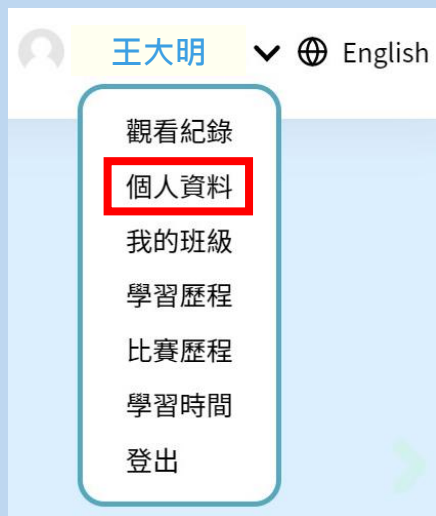 王大明 English
觀看紀錄
個人資料
我的班級
學習歷程
比賽歷程
學習時間
登出